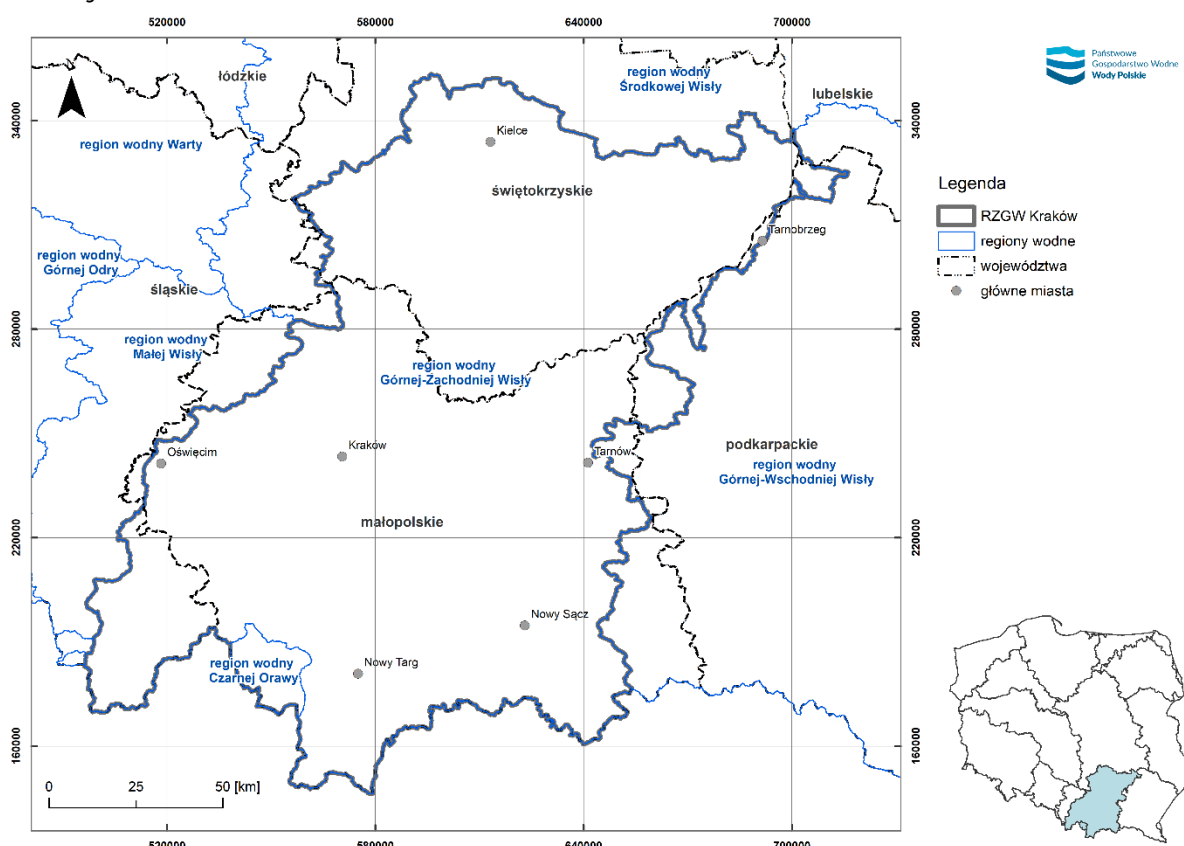 520000 580000 640000 700000
łódzkie
region wodny
Środkowej Wisły
lubelskie
Państwowe
Gospodarstwo Wodne
Wody Polskie
340000 340000
Kielce
region wodny Warty
świętokrzyskie
Legenda
RZGW Kraków
regiony wodne
województwa
główne miasta
Tarnobrzeg
region wodny
Górnej Odry
śląskie
280000 280000
region wodny
Małej Wisły
region wodny
Górnej-Zachodniej Wisły
podkarpackie
region wodny
Górnej-Wschodniej Wisły
Oświęcim
Kraków
Tarnów
małopolskie
220000 220000
Nowy Sącz
region wodny
Czarnej Orawy
Nowy Targ
160000 160000
0 25 50 [km]
520000 580000 640000 700000